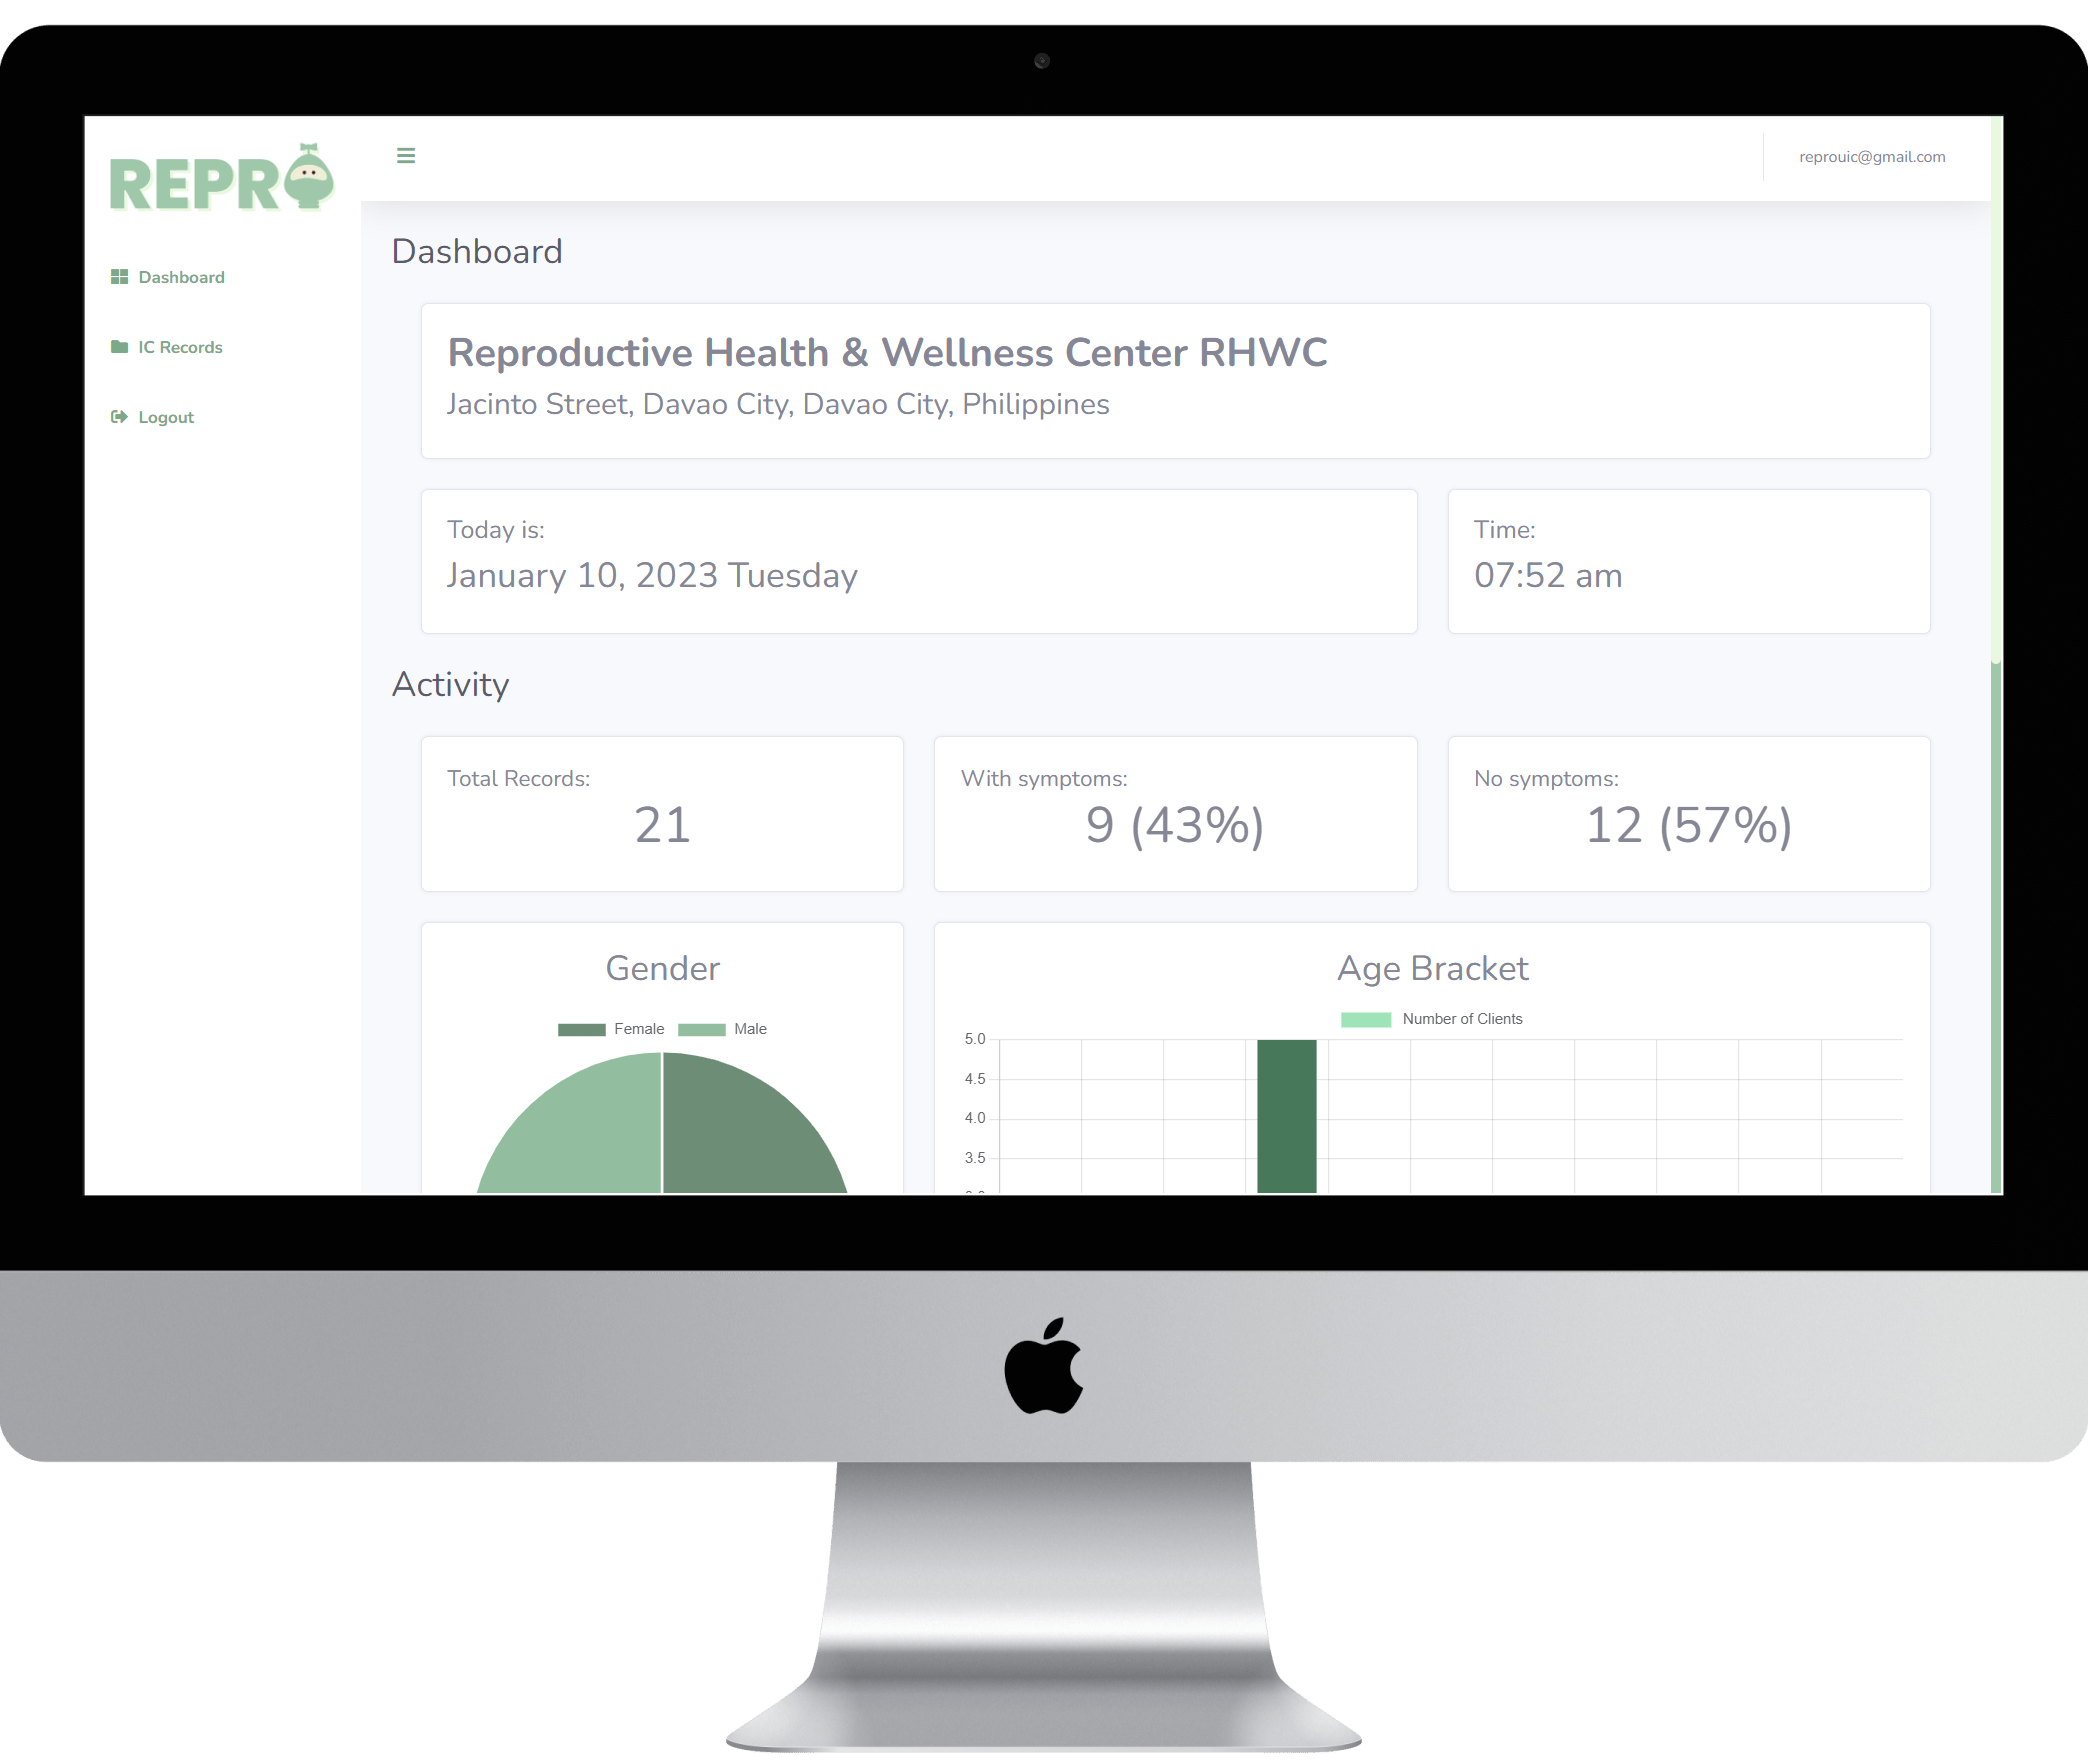 REPRO
reprouic@gmail.com
Dashboard
IC Records
Logout
Dashboard
Reproductive Health & Wellness Center RHWC
Jacinto Street, Davao City, Davao City, Philippines
Today is:
January 10, 2023 Tuesday
Time:
07:52 am
Activity
Total Records:
21
With symptoms:
9 (43%)
No symptoms:
12 (57%)
Gender
Female Male
Age Bracket
Number of Clients
5.0
4.5
4.0
3.5